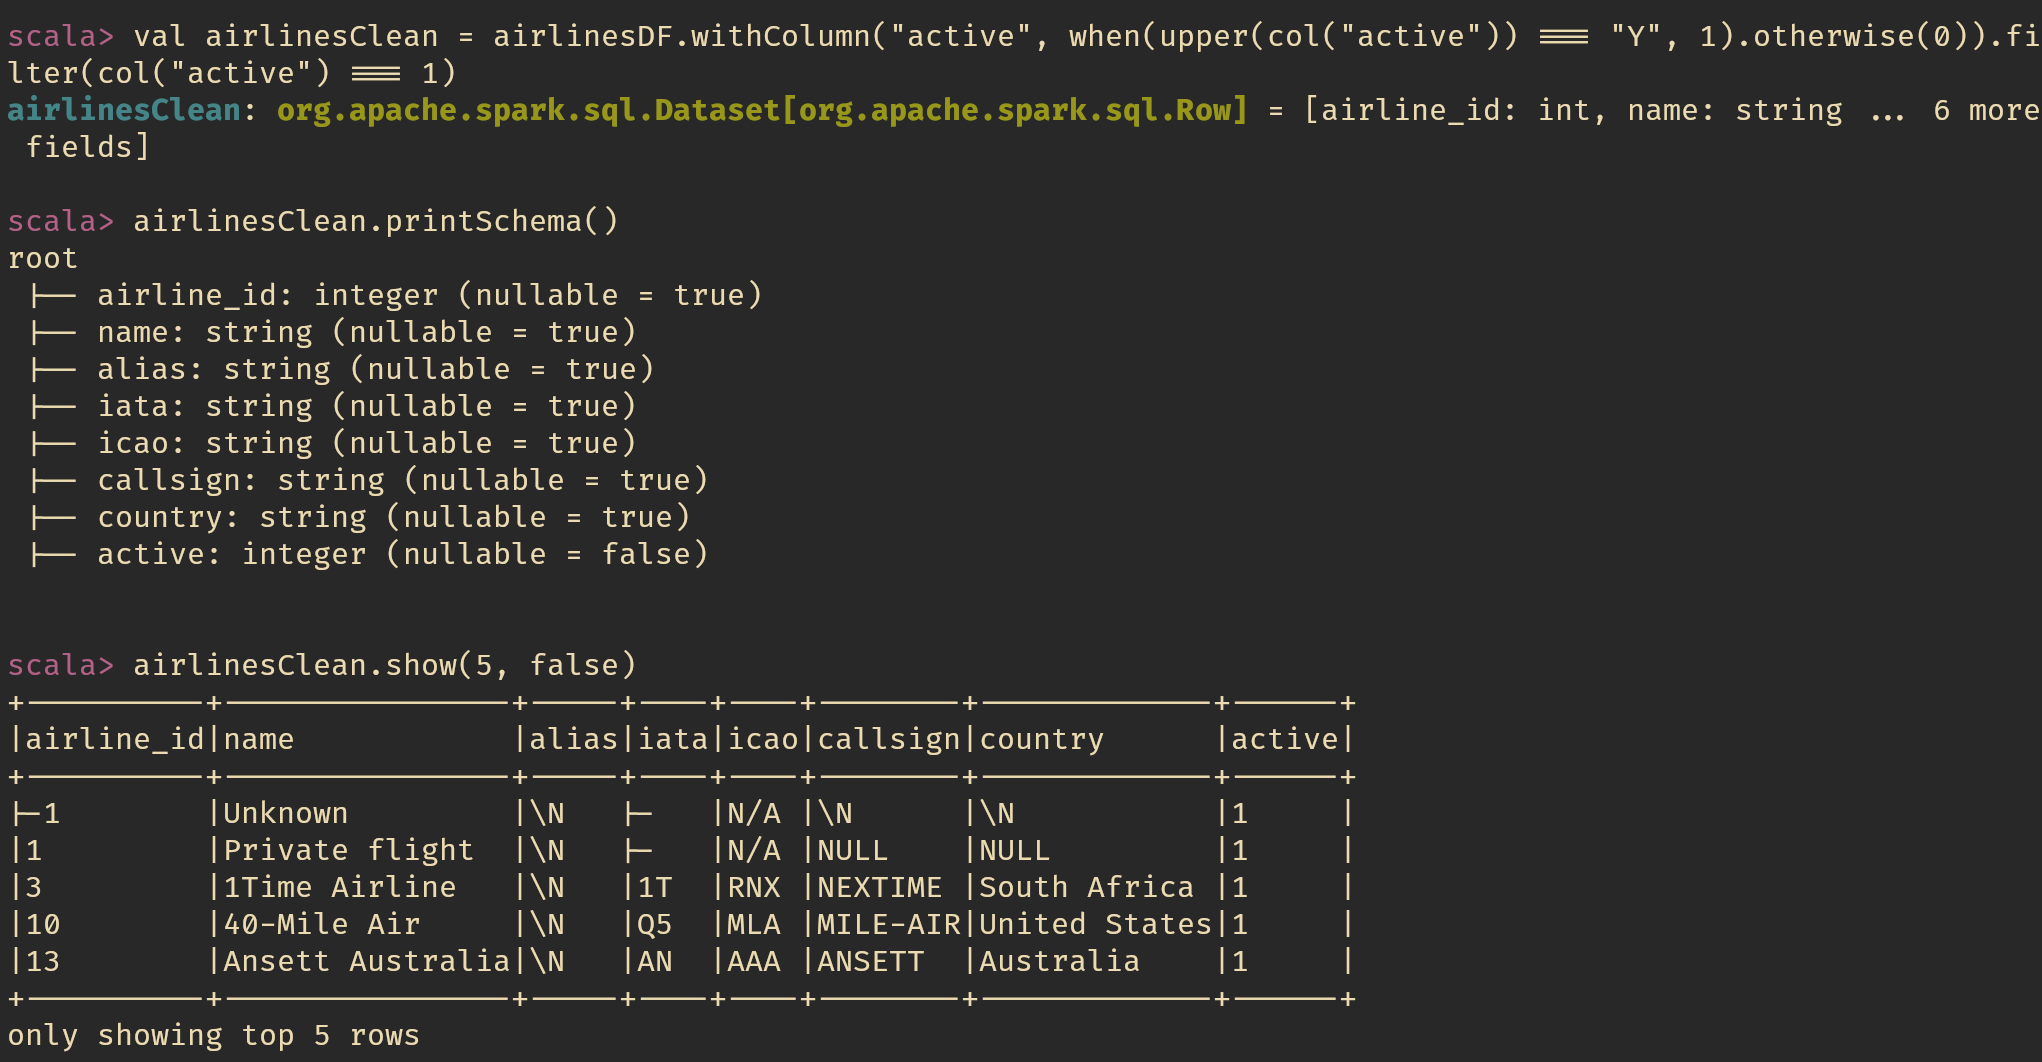 scala> val airlinesClean = airlinesDF.withColumn("active", when(upper(col("active")) === "Y", 1).otherwise(0)).fi
lter(col("active") === 1)
airlinesClean: org.apache.spark.sql.Dataset[org.apache.spark.sql.Row] = [airline_id: int, name: string ... 6 more
 fields]

scala> airlinesClean.printSchema()
root
 |-- airline_id: integer (nullable = true)
 |-- name: string (nullable = true)
 |-- alias: string (nullable = true)
 |-- iata: string (nullable = true)
 |-- icao: string (nullable = true)
 |-- callsign: string (nullable = true)
 |-- country: string (nullable = true)
 |-- active: integer (nullable = false)


scala> airlinesClean.show(5, false)
+----------+----------------+-----+----+----+--------+-------------+------+
|airline_id|name            |alias|iata|icao|callsign|country      |active|
+----------+----------------+-----+----+----+--------+-------------+------+
|-1        |Unknown         |\N   |-   |N/A |\N      |\N           |1     |
|1         |Private flight  |\N   |-   |N/A |NULL    |NULL         |1     |
|3         |1Time Airline   |\N   |1T  |RNX |NEXTIME |South Africa |1     |
|10        |40-Mile Air     |\N   |Q5  |MLA |MILE-AIR|United States|1     |
|13        |Ansett Australia|\N   |AN  |AAA |ANSETT  |Australia    |1     |
+----------+----------------+-----+----+----+--------+-------------+------+
only showing top 5 rows